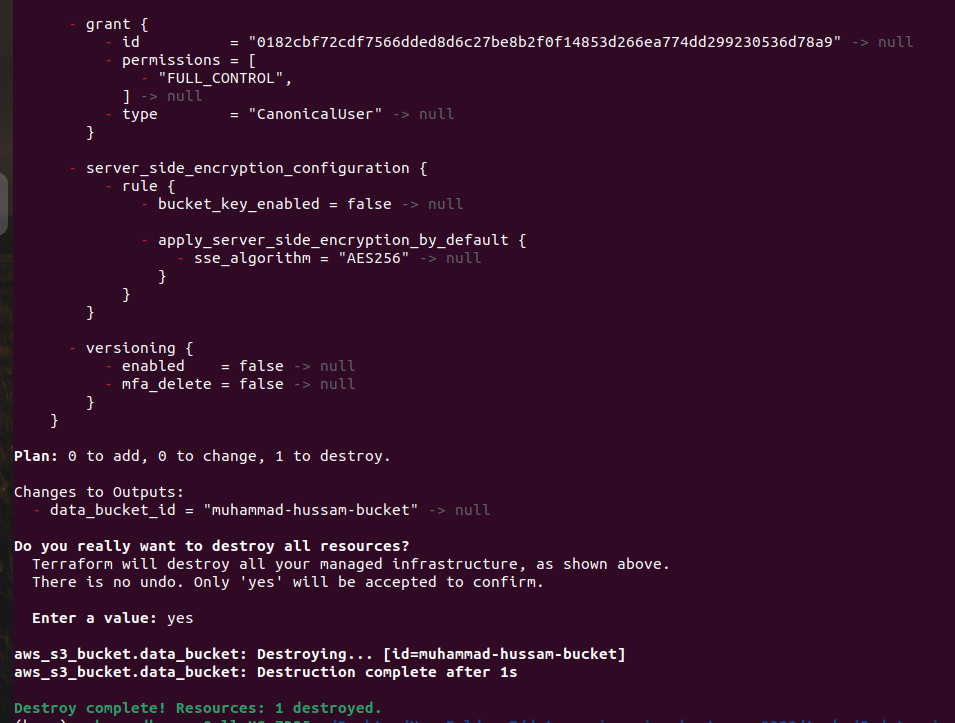 - grant {
- id = "0182cbf72cdf7566dded8d6c27be8b2f0f14853d266ea774dd299230536d78a9" -> null
- permissions = [
- "FULL_CONTROL",
] -> null
- type = "CanonicalUser" -> null
}
- server_side_encryption_configuration {
- rule {
- bucket_key_enabled = false -> null
- apply_server_side_encryption_by_default {
- sse_algorithm = "AES256" -> null
}
}
}
- versioning {
- enabled = false -> null
- mfa_delete = false -> null
}
}
Plan: 0 to add, 0 to change, 1 to destroy.
Changes to Outputs:
- data_bucket_id = "muhammad-hussam-bucket" -> null
Do you really want to destroy all resources?
Terraform will destroy all your managed infrastructure, as shown above.
There is no undo. Only 'yes' will be accepted to confirm.
Enter a value: yes
aws_s3_bucket.data_bucket: Destroying... [id=muhammad-hussam-bucket]
aws_s3_bucket.data_bucket: Destruction complete after 1s
Destroy complete! Resources: 1 destroyed.